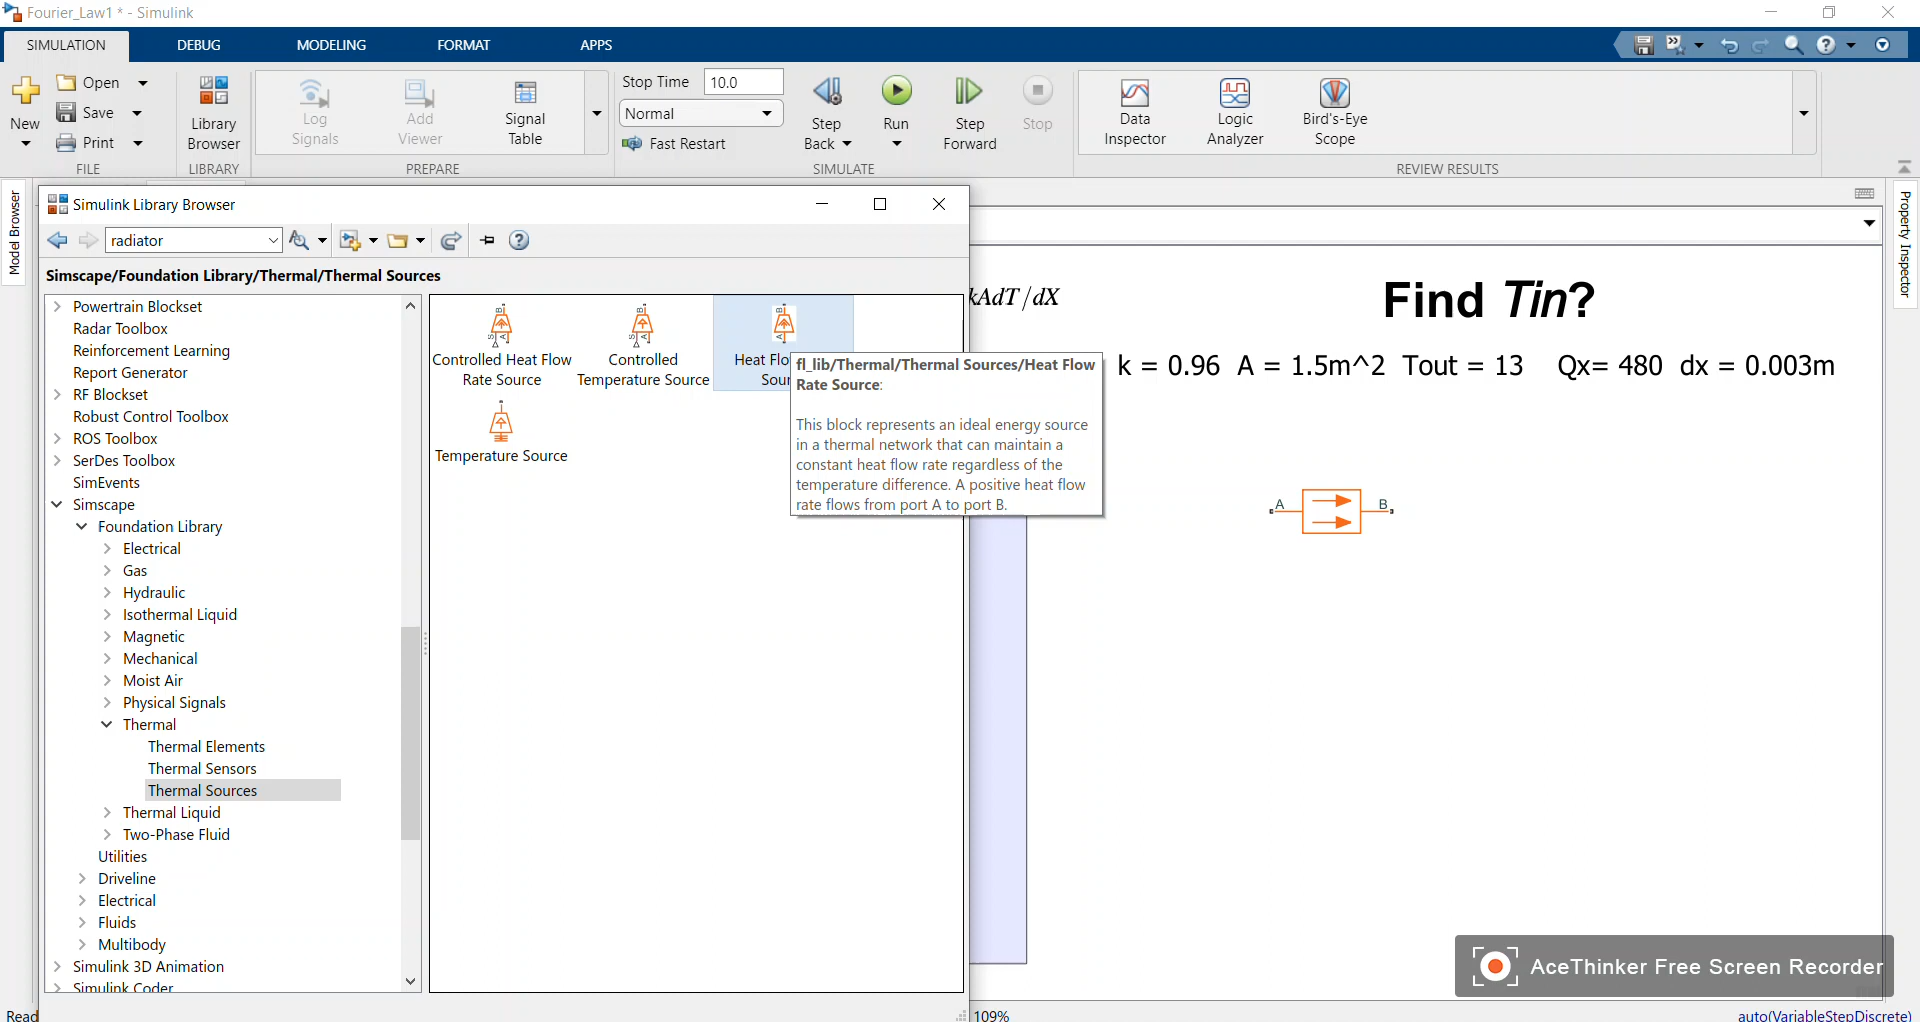 Fourier_Law1 * - Simulink
SIMULATION DEBUG MODELING FORMAT APPS
New
Open
Save
Print
FILE
Library
Browser
LIBRARY
Log
Signals
Add
Viewer
Signal
Table
PREPARE
Stop Time 10.0
Normal
Fast Restart
Step
Back
Run
Step
Forward
Stop
SIMULATE
Data
Inspector
Logic
Analyzer
Bird's-Eye
Scope
REVIEW RESULTS
Model Browser
Property Inspector
Simulink Library Browser
radiator
Simscape/Foundation Library/Thermal/Thermal Sources
Powertrain Blockset
Radar Toolbox
Reinforcement Learning
Report Generator
RF Blockset
Robust Control Toolbox
ROS Toolbox
SerDes Toolbox
SimEvents
Simscape
Foundation Library
Electrical
Gas
Hydraulic
Isothermal Liquid
Magnetic
Mechanical
Moist Air
Physical Signals
Thermal
Thermal Elements
Thermal Sensors
Thermal Sources
Thermal Liquid
Two-Phase Fluid
Utilities
Driveline
Electrical
Fluids
Multibody
Simulink 3D Animation
Simulink Coder
B
S A
Controlled Heat Flow
Rate Source
B
S A
Controlled
Temperature Source
B
A
Heat Flo
Sour
Temperature Source
fl_lib/Thermal/Thermal Sources/Heat Flow
Rate Source:
This block represents an ideal energy source
in a thermal network that can maintain a
constant heat flow rate regardless of the
temperature difference. A positive heat flow
rate flows from port A to port B.
kAdT/dX
Find Tin?
k = 0.96 A = 1.5m^2 Tout = 13 Qx= 480 dx = 0.003m
A B
AceThinker Free Screen Recorder
Read
109%
auto(VariableStepDiscrete)